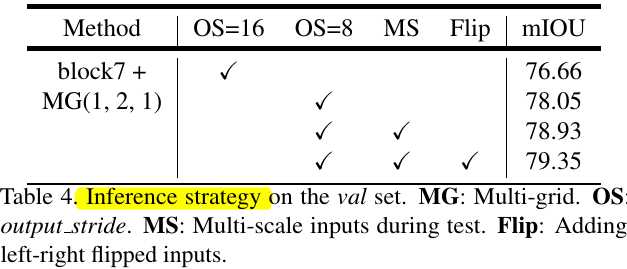 Method OS=16 OS=8 MS Flip mIOU
block7 + ✓ 76.66
MG(1, 2, 1) ✓ 78.05
✓ ✓ 78.93
✓ ✓ ✓ 79.35
Table 4. Inference strategy on the val set. MG: Multi-grid. OS:
output_stride. MS: Multi-scale inputs during test. Flip: Adding
left-right flipped inputs.